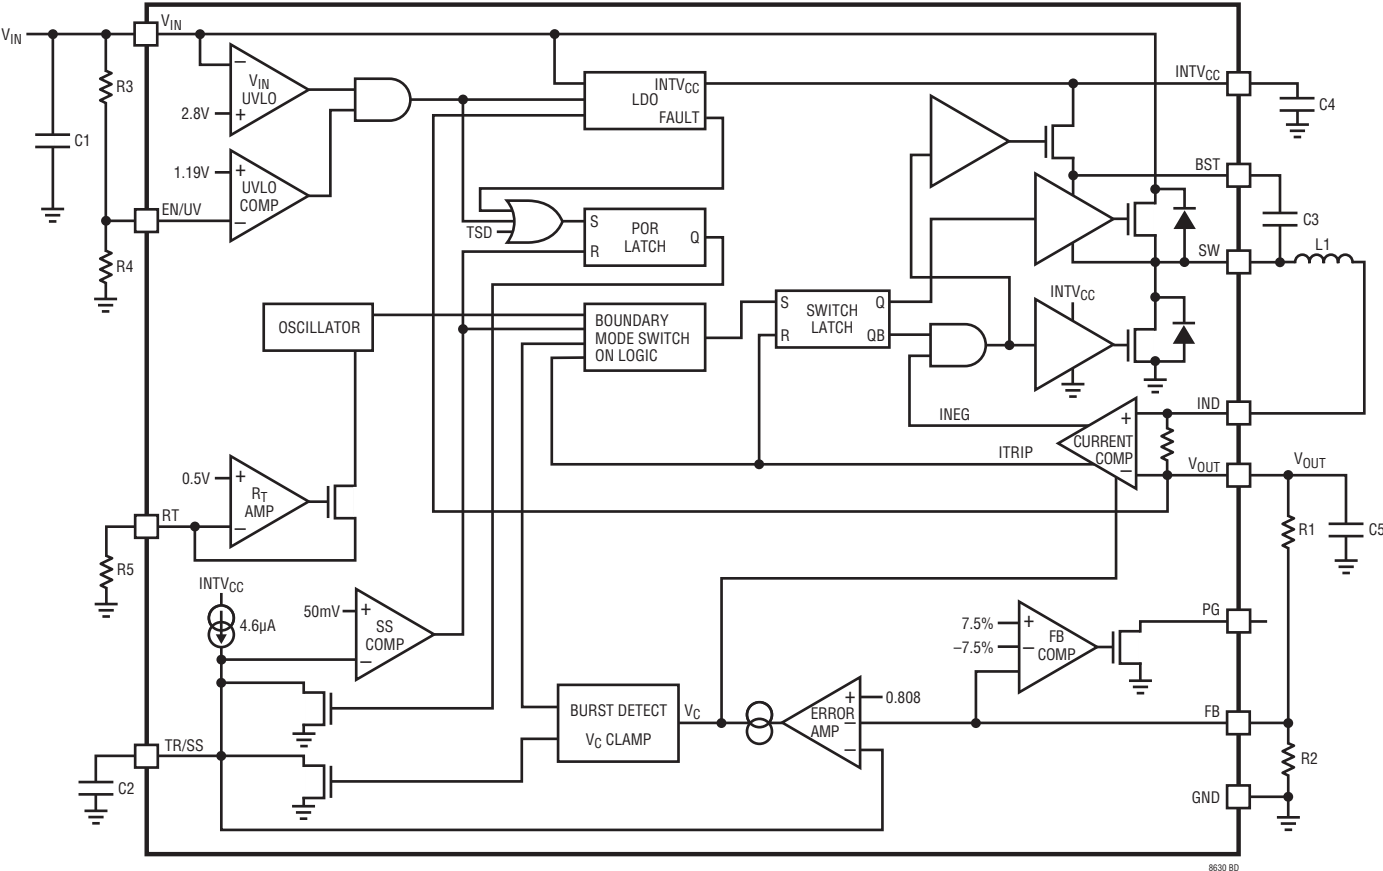 VIN
VIN
R3
C1
R4
EN/UV
VIN
UVLO
2.8V
1.19V
UVLO
COMP
INTVCC
LDO
FAULT
TSD
S
R
POR
LATCH
Q
OSCILLATOR
BOUNDARY
MODE SWITCH
ON LOGIC
S
R
SWITCH
LATCH
Q
QB
INTVCC
INTVCC
C4
BST
C3
SW
L1
IND
INEG
ITRIP
CURRENT
COMP
+
–
VOUT
VOUT
R1
C5
0.5V
RT
AMP
+
–
RT
R5
INTVCC
4.6µA
50mV
SS
COMP
+
–
7.5%
–7.5%
+
–
FB
COMP
PG
BURST DETECT
VC CLAMP
VC
ERROR
AMP
+
–
–
0.808
FB
R2
TR/SS
C2
GND
8630 BD